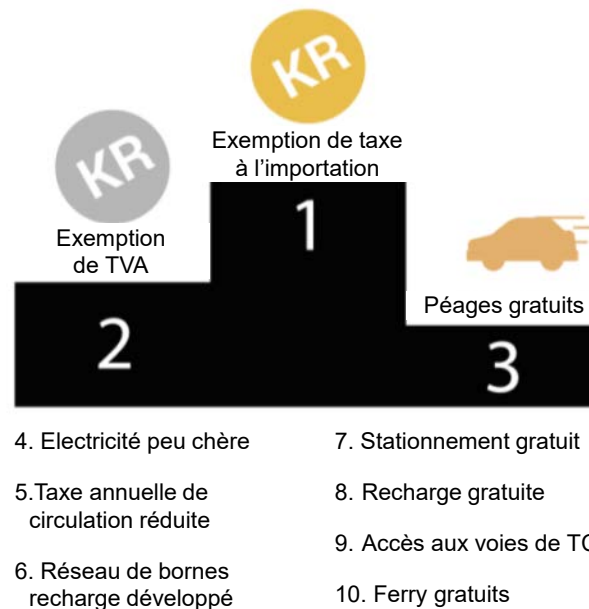 KR
Exemption de taxe
à l'importation
1
KR
Exemption
de TVA
2
Péages gratuits
3
4. Electricité peu chère
5.Taxe annuelle de
circulation réduite
6. Réseau de bornes
recharge développé
7. Stationnement gratuit
8. Recharge gratuite
9. Accès aux voies de
10. Ferry gratuits